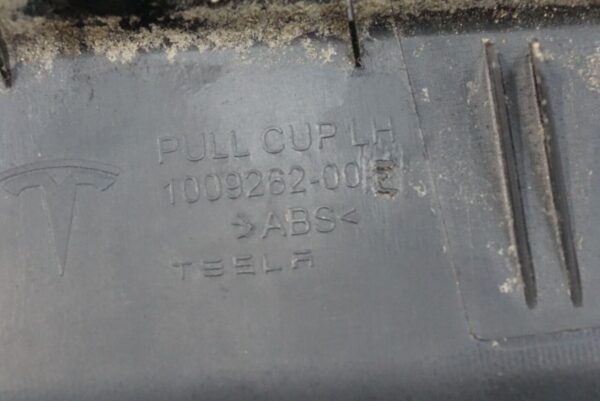 PULL CUP LH
1009262-00 E
>ABS<
TESLA